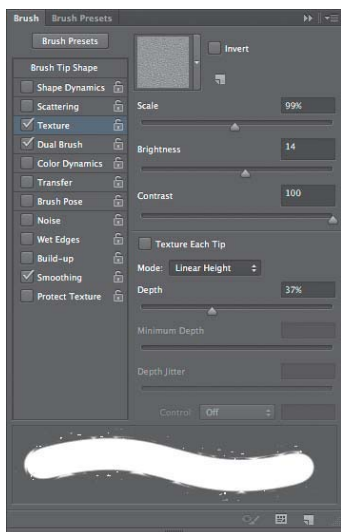 Brush Brush Presets
Brush Presets
Brush Tip Shape
Shape Dynamics
Scattering
Texture
Dual Brush
Color Dynamics
Transfer
Brush Pose
Noise
Wet Edges
Build-up
Smoothing
Protect Texture
Invert
Scale 99%
Brightness 14
Contrast 100
Texture Each Tip
Mode: Linear Height
Depth 37%
Minimum Depth
Depth Jitter
Control: Off